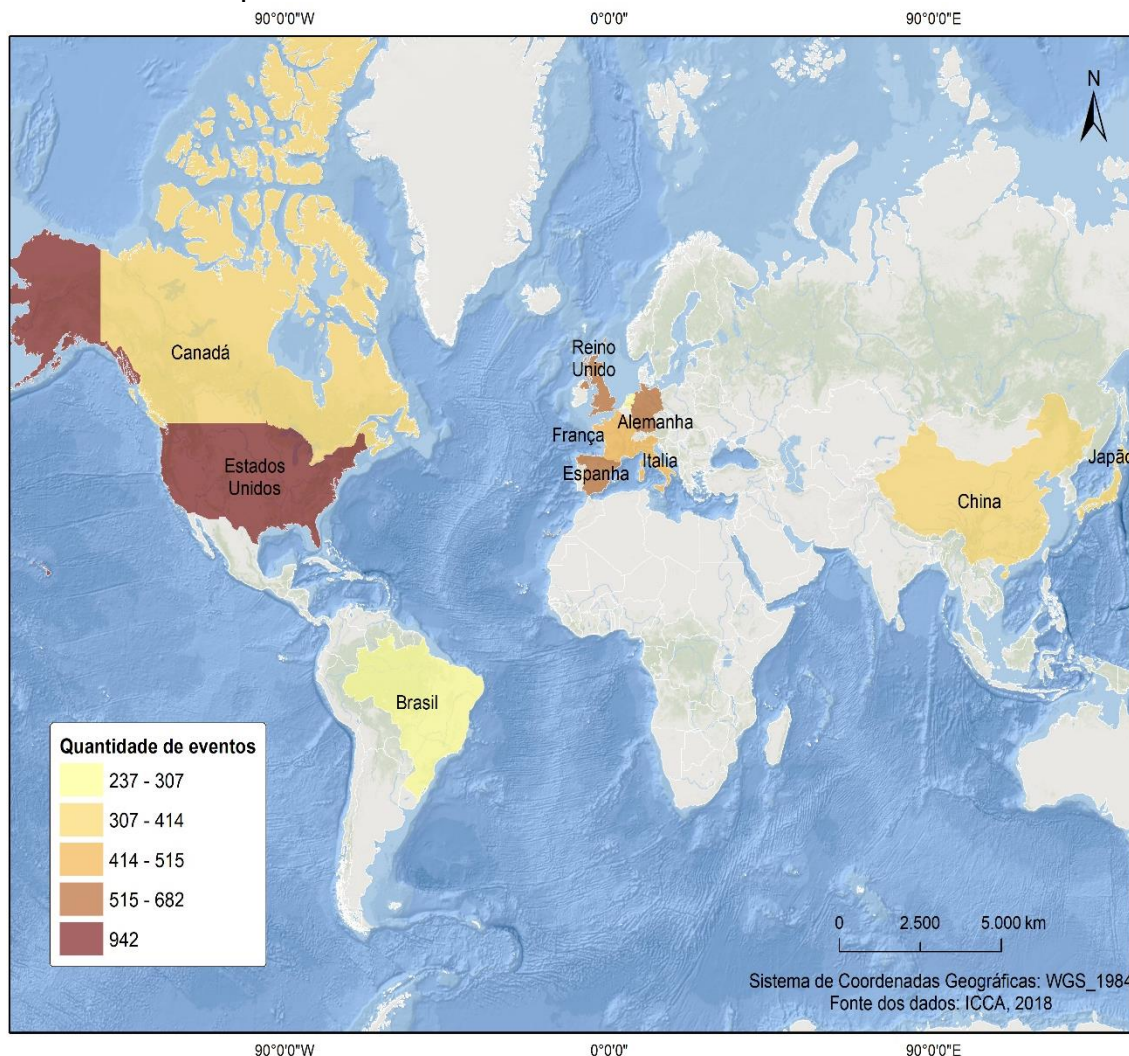 90°0'0"W 0°0'0" 90°0'0"E
N
Canadá
Reino
Unido
Alemanha
França
Estados
Unidos
Espanha
Italia
Japão
China
Brasil
Quantidade de eventos
237 - 307
307 - 414
414 - 515
515 - 682
942
0 2.500 5.000 km
Sistema de Coordenadas Geográficas: WGS_1984
Fonte dos dados: ICCA, 2018
90°0'0"W 0°0'0" 90°0'0"E